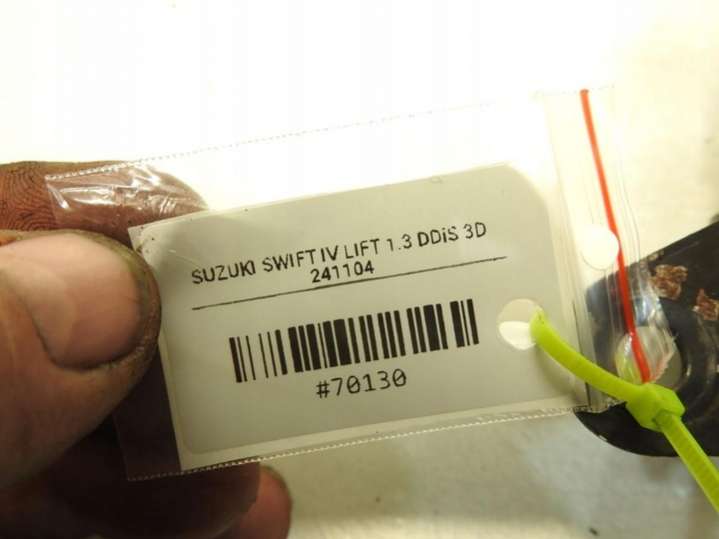 SUZUKI SWIFT IV LIFT 1.3 DDiS 3D
241104
#70130